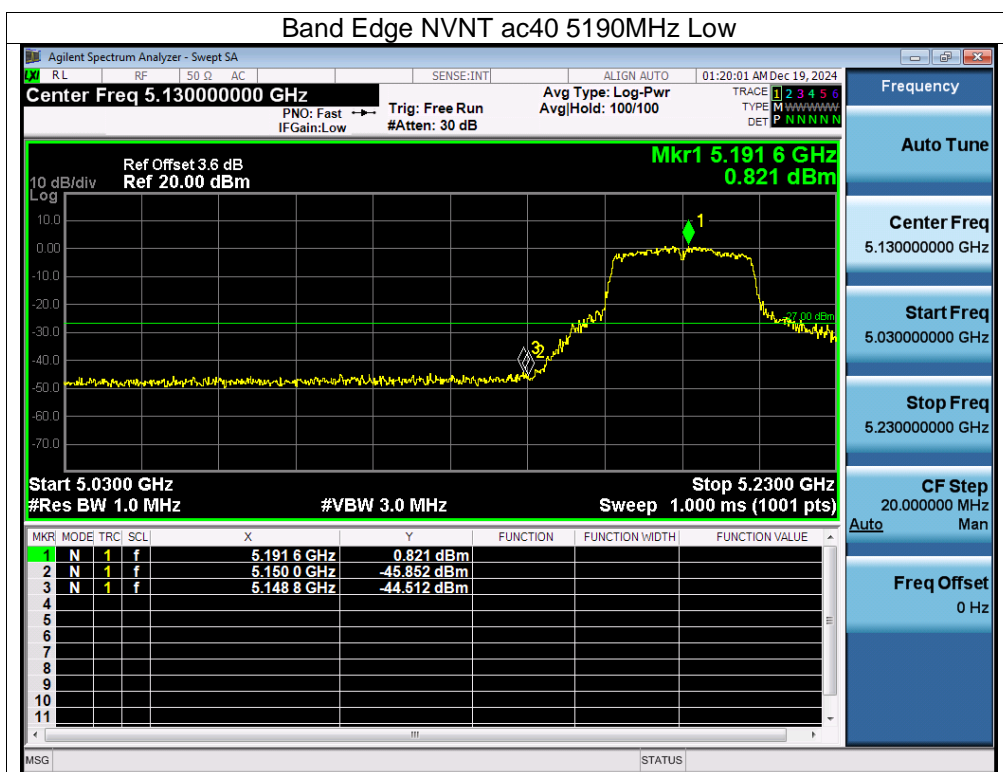 Band Edge NVNT ac40 5190MHz Low
Agilent Spectrum Analyzer - Swept SA
LXI RL RF 50 Ω AC SENSE:INT ALIGN AUTO 01:20:01 AM Dec 19, 2024
Center Freq 5.130000000 GHz
PNO: Fast
IFGain:Low
Trig: Free Run
#Atten: 30 dB
Avg Type: Log-Pwr
Avg|Hold: 100/100
TRACE 1 2 3 4 5 6
TYPE M WWWWW
DET P N N N N N
Mkr1 5.191 6 GHz
0.821 dBm
Ref Offset 3.6 dB
Ref 20.00 dBm
10 dB/div
Log
10.0
0.00
-10.0
-20.0
-30.0
-40.0
-50.0
-60.0
-70.0
1
3
2
-27.00 dBm
Start 5.0300 GHz Stop 5.2300 GHz
#Res BW 1.0 MHz #VBW 3.0 MHz Sweep 1.000 ms (1001 pts)
MKR MODE TRC SCL X Y FUNCTION FUNCTION WIDTH FUNCTION VALUE
1 N 1 f 5.191 6 GHz 0.821 dBm
2 N 1 f 5.150 0 GHz -45.852 dBm
3 N 1 f 5.148 8 GHz -44.512 dBm
4
5
6
7
8
9
10
11
MSG STATUS
Frequency
Auto Tune
Center Freq
5.130000000 GHz
Start Freq
5.030000000 GHz
Stop Freq
5.230000000 GHz
CF Step
20.000000 MHz
Auto Man
Freq Offset
0 Hz